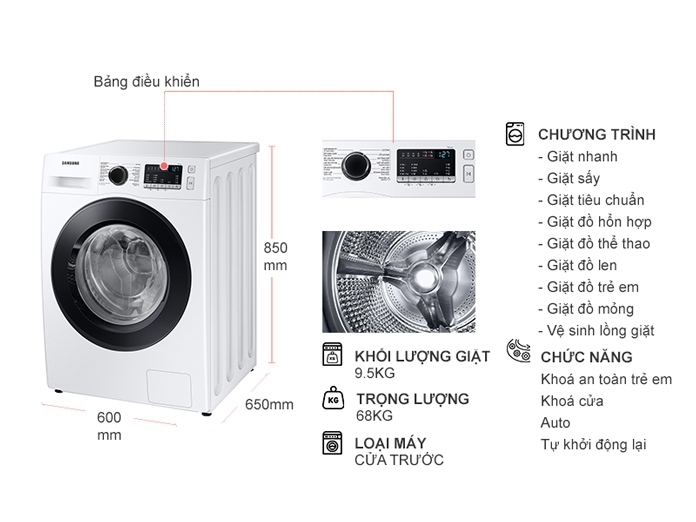 Bảng điều khiển
SAMSUNG
850
mm
600
mm
650mm
KHỐI LƯỢNG GIẶT
9.5KG
KG
TRỌNG LƯỢNG
68KG
LOẠI MÁY
CỬA TRƯỚC
CHƯƠNG TRÌNH
- Giặt nhanh
- Giặt sấy
- Giặt tiêu chuẩn
- Giặt đồ hỗn hợp
- Giặt đồ thể thao
- Giặt đồ len
- Giặt đồ trẻ em
- Giặt đồ mỏng
- Vệ sinh lồng giặt
CHỨC NĂNG
Khoá an toàn trẻ em
Khoá cửa
Auto
Tự khởi động lại